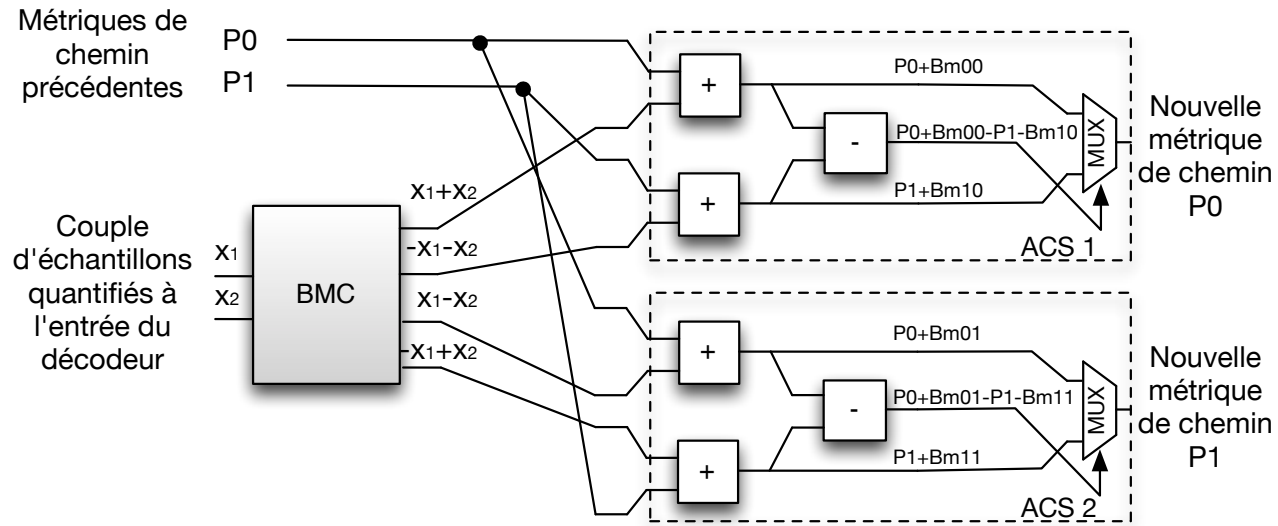 Métriques de
chemin
précédentes
P0
P1
Couple
d'échantillons
quantifiés à
l'entrée du
décodeur
x1
x2
BMC
x1+x2
-x1-x2
x1-x2
-x1+x2
+
+
-
P0+Bm00
P0+Bm00-P1-Bm10
P1+Bm10
MUX
ACS 1
Nouvelle
métrique
de chemin
P0
+
+
-
P0+Bm01
P0+Bm01-P1-Bm11
P1+Bm11
MUX
ACS 2
Nouvelle
métrique
de chemin
P1